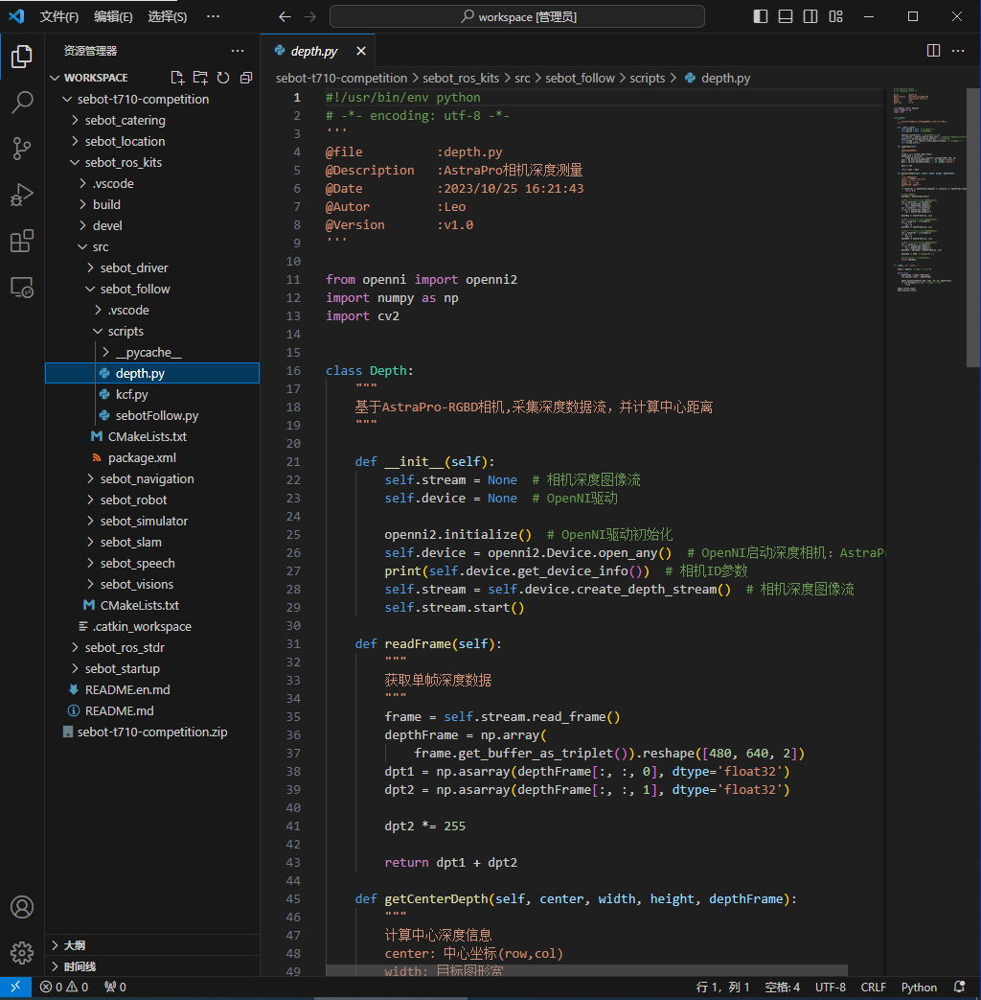 文件(F) 编辑(E) 选择(S) ··· workspace [管理员]
资源管理器 ···
WORKSPACE
sebot-t710-competition
sebot_catering
sebot_location
sebot_ros_kits
.vscode
build
devel
src
sebot_driver
sebot_follow
.vscode
scripts
__pycache__
depth.py
kcf.py
sebotFollow.py
CMakeLists.txt
package.xml
sebot_navigation
sebot_robot
sebot_simulator
sebot_slam
sebot_speech
sebot_visions
CMakeLists.txt
.catkin_workspace
sebot_ros_stdr
sebot_startup
README.en.md
README.md
sebot-t710-competition.zip
大纲
时间线
depth.py
sebot-t710-competition > sebot_ros_kits > src > sebot_follow > scripts > depth.py
1 #!/usr/bin/env python
2 # -*- encoding: utf-8 -*-
3 '''
4 @file :depth.py
5 @Description :AstraPro相机深度测量
6 @Date :2023/10/25 16:21:43
7 @Autor :Leo
8 @Version :v1.0
9 '''
10
11 from openni import openni2
12 import numpy as np
13 import cv2
14
15
16 class Depth:
17 """
18 基于AstraPro-RGBD相机,采集深度数据流，并计算中心距离
19 """
20
21 def __init__(self):
22 self.stream = None # 相机深度图像流
23 self.device = None # OpenNI驱动
24
25 openni2.initialize() # OpenNI驱动初始化
26 self.device = openni2.Device.open_any() # OpenNI启动深度相机：AstraP
27 print(self.device.get_device_info()) # 相机ID参数
28 self.stream = self.device.create_depth_stream() # 相机深度图像流
29 self.stream.start()
30
31 def readFrame(self):
32 """
33 获取单帧深度数据
34 """
35 frame = self.stream.read_frame()
36 depthFrame = np.array(
37 frame.get_buffer_as_triplet()).reshape([480, 640, 2])
38 dpt1 = np.asarray(depthFrame[:, :, 0], dtype='float32')
39 dpt2 = np.asarray(depthFrame[:, :, 1], dtype='float32')
40
41 dpt2 *= 255
42
43 return dpt1 + dpt2
44
45 def getCenterDepth(self, center, width, height, depthFrame):
46 """
47 计算中心深度信息
48 center: 中心坐标(row,col)
49 width: 目标图形宽
0 0 0 行 1，列 1 空格: 4 UTF-8 CRLF Python